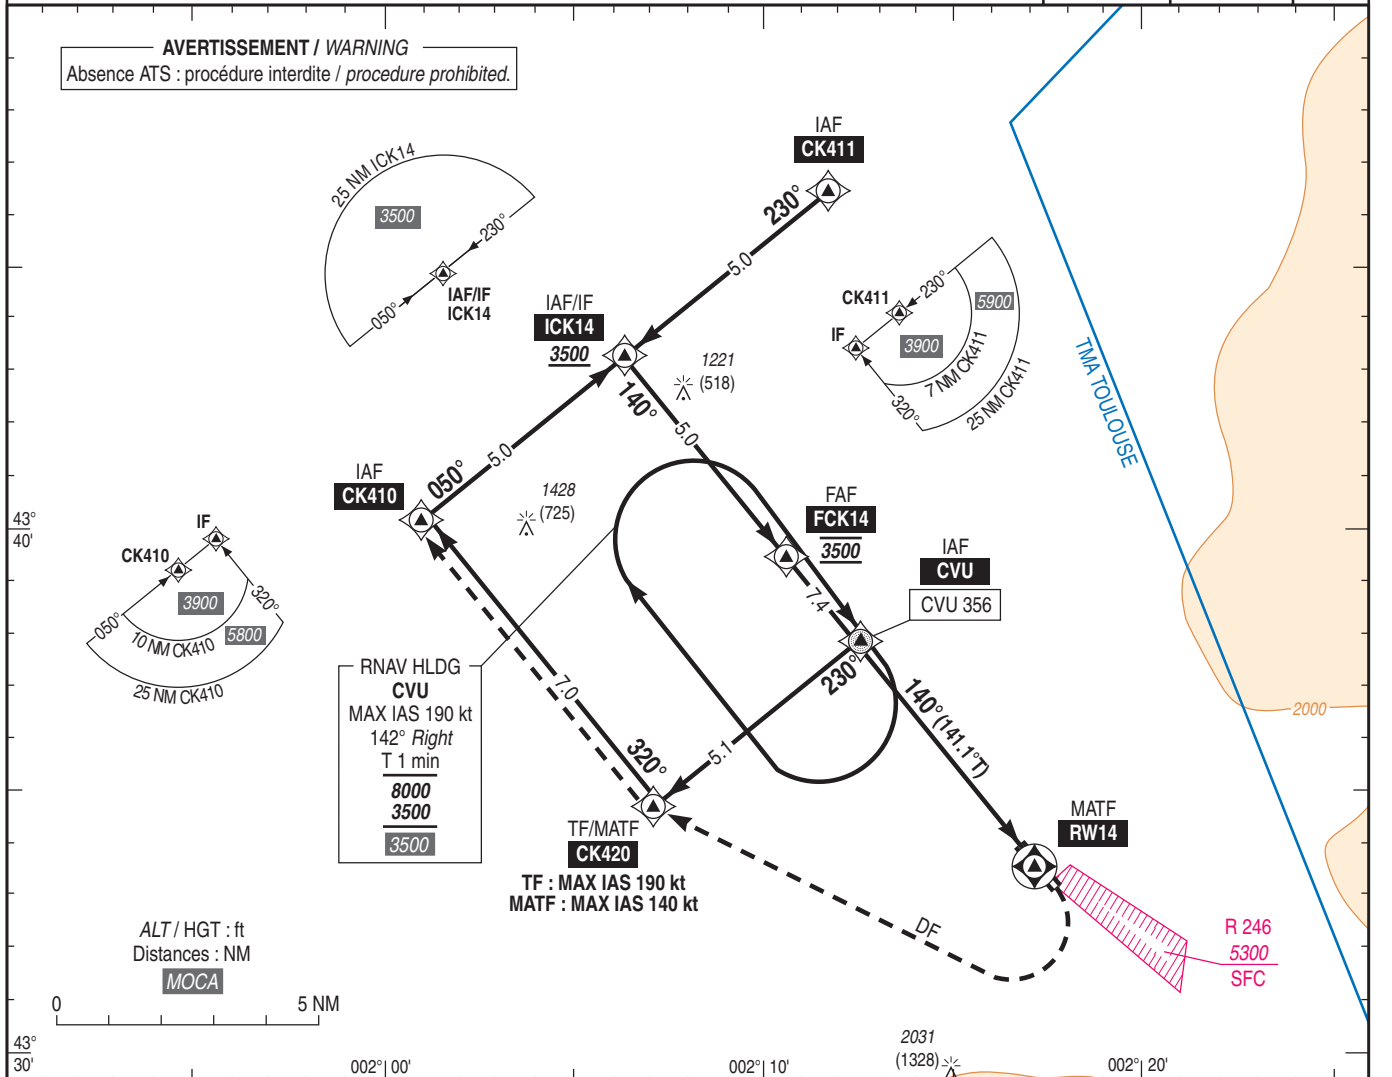 AVERTISSEMENT / WARNING
Absence ATS : procédure interdite / procedure prohibited.
IAF
CK411
230°
5.0
25 NM ICK14
3500
230°
050°
IAF/IF
ICK14
IAF/IF
ICK14
3500
140°
5.0
1221
(518)
CK411
IF
230°
5900
3900
7 NM CK411
25 NM CK411
320°
TMA TOULOUSE
IAF
CK410
050°
5.0
1428
(725)
FAF
FCK14
3500
7.4
IAF
CVU
CVU 356
43°
40'
IF
CK410
3900
5800
050°
320°
10 NM CK410
25 NM CK410
RNAV HLDG
CVU
MAX IAS 190 kt
142° Right
T 1 min
8000
3500
3500
7.0
320°
5.1
230°
140° (141.1°T)
2000
TF/MATF
CK420
TF : MAX IAS 190 kt
MATF : MAX IAS 140 kt
MATF
RW14
DF
R 246
5300
SFC
ALT / HGT : ft
Distances : NM
MOCA
0 5 NM
43°
30'
002° 00'
002° 10'
002° 20'
2031
(1328)